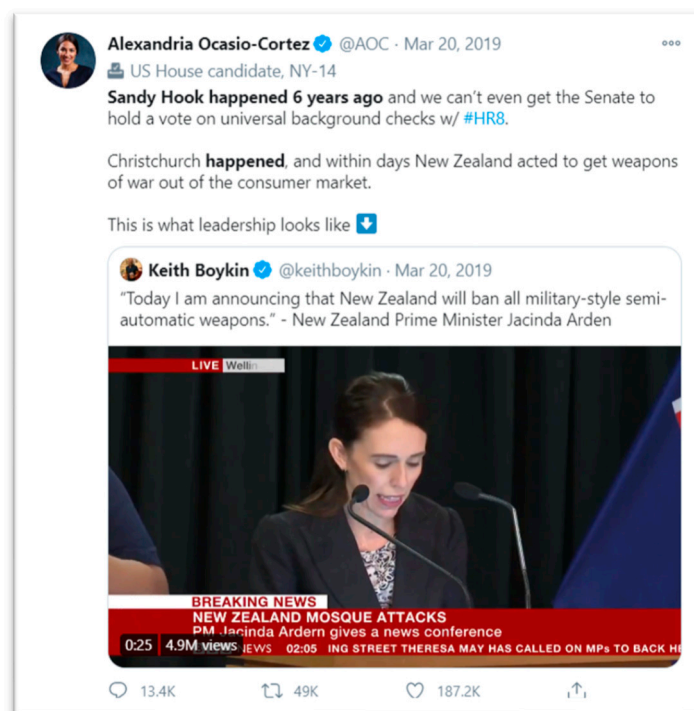 Alexandria Ocasio-Cortez @AOC · Mar 20, 2019
US House candidate, NY-14
Sandy Hook happened 6 years ago and we can't even get the Senate to
hold a vote on universal background checks w/ #HR8.
Christchurch happened, and within days New Zealand acted to get weapons
of war out of the consumer market.
This is what leadership looks like
Keith Boykin @keithboykin · Mar 20, 2019
"Today I am announcing that New Zealand will ban all military-style semi-
automatic weapons." - New Zealand Prime Minister Jacinda Arden
LIVE Wellin
BREAKING NEWS
NEW ZEALAND MOSQUE ATTACKS
PM Jacinda Ardern gives a news conference
0:25 4.9M views NEWS 02:05 ING STREET THERESA MAY HAS CALLED ON MPs TO BACK HE
13.4K 49K 187.2K